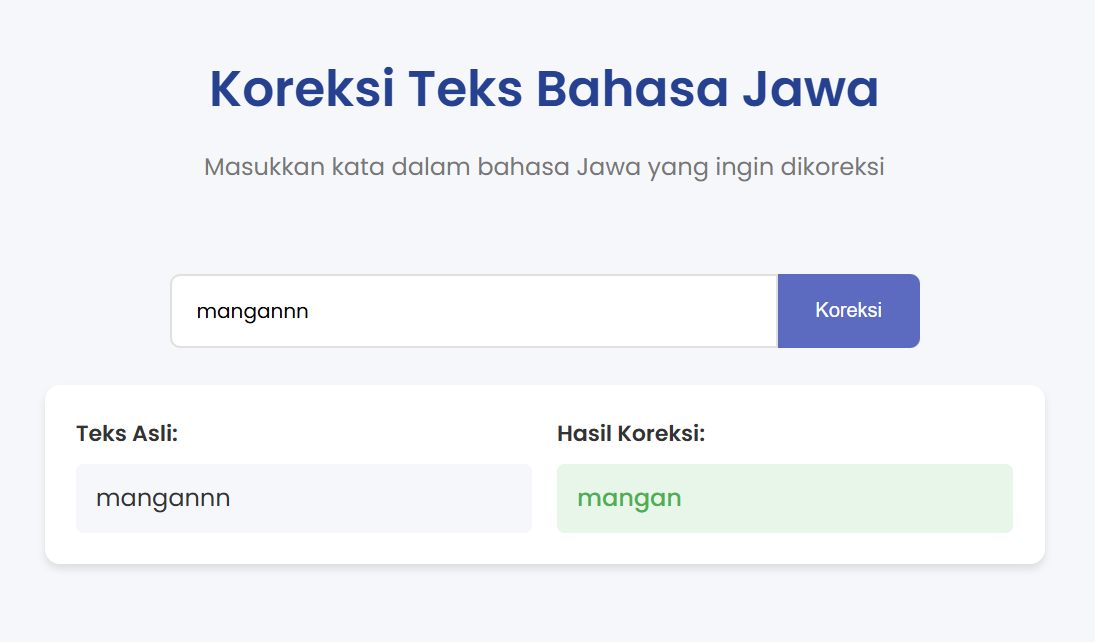 Koreksi Teks Bahasa Jawa
Masukkan kata dalam bahasa Jawa yang ingin dikoreksi
mangannn
Koreksi
Teks Asli:
mangannn
Hasil Koreksi:
mangan